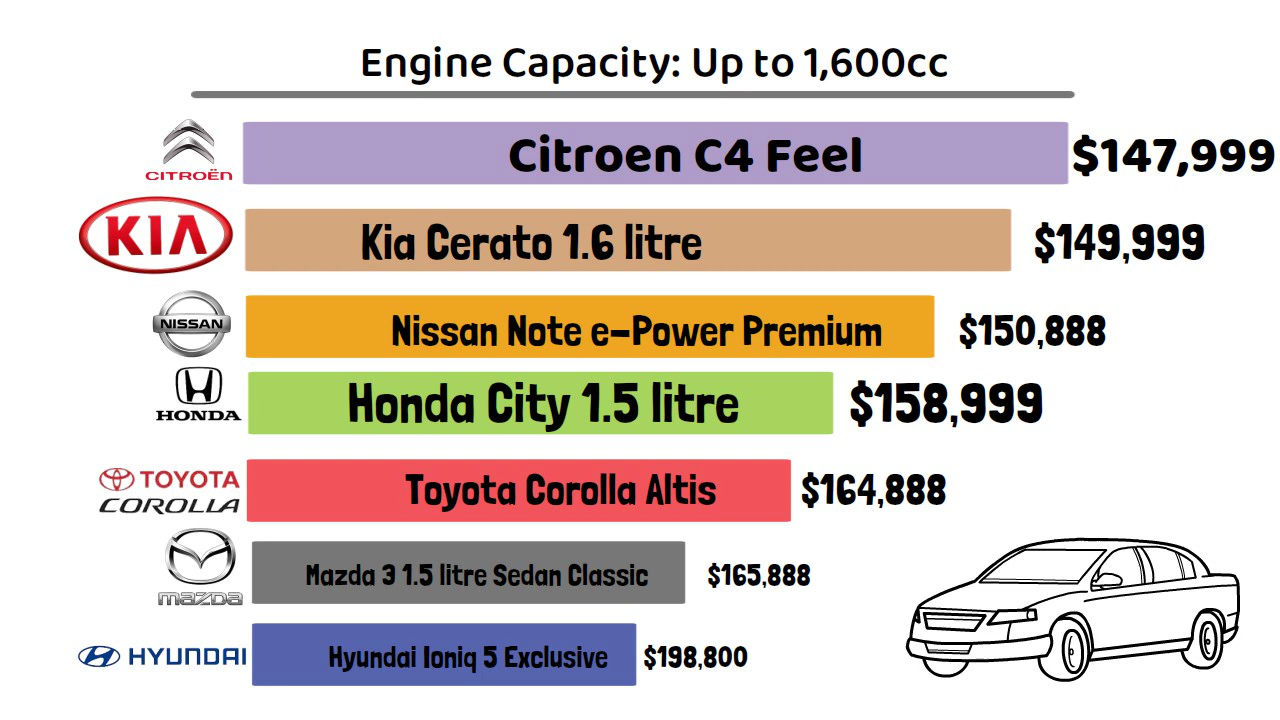 Engine Capacity: Up to 1,600cc
CITROËN Citroen C4 Feel $147,999
KIA Kia Cerato 1.6 litre $149,999
NISSAN Nissan Note e-Power Premium $150,888
HONDA Honda City 1.5 litre $158,999
TOYOTA
COROLLA Toyota Corolla Altis $164,888
mazda Mazda 3 1.5 litre Sedan Classic $165,888
HYUNDAI Hyundai Ioniq 5 Exclusive $198,800